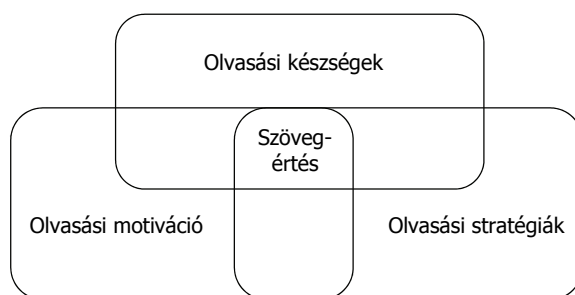 Olvasási készségek
Szöveg-
értés
Olvasási motiváció
Olvasási stratégiák